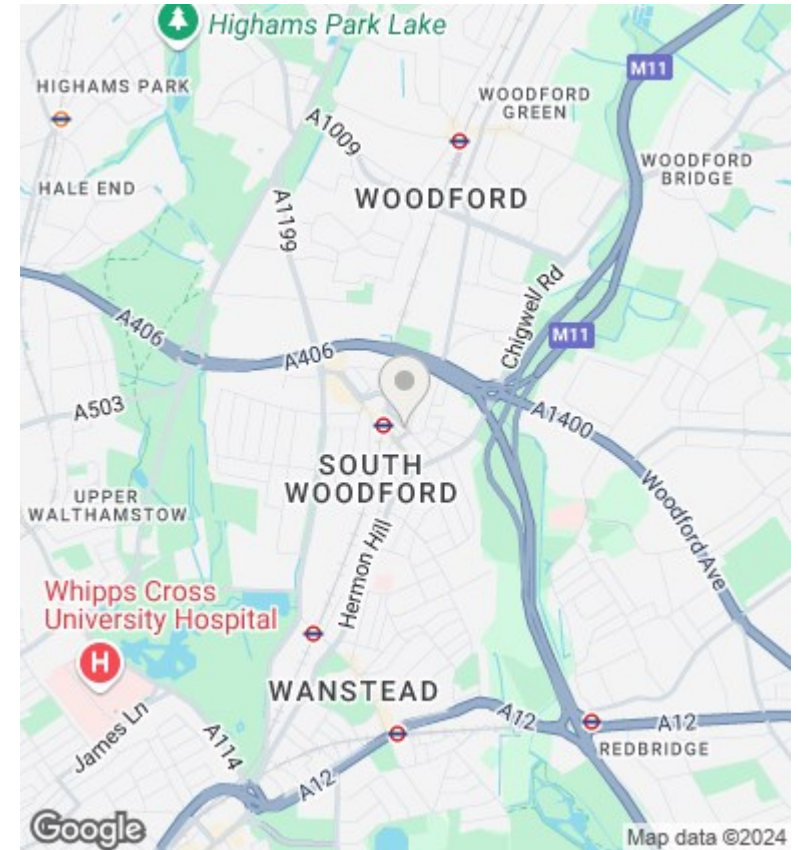 Highams Park Lake
HIGHAMS PARK
M11
WOODFORD
GREEN
A1009
WOODFORD
BRIDGE
HALE END
WOODFORD
A1199
Chigwell Rd
A406
A406
M11
A503
A1400
SOUTH
WOODFORD
UPPER
WALTHAMSTOW
Woodford Ave
Hermon Hill
Whipps Cross
University Hospital
H
WANSTEAD
James Ln
A114
A12
A12
REDBRIDGE
A12
Google
Map data ©2024